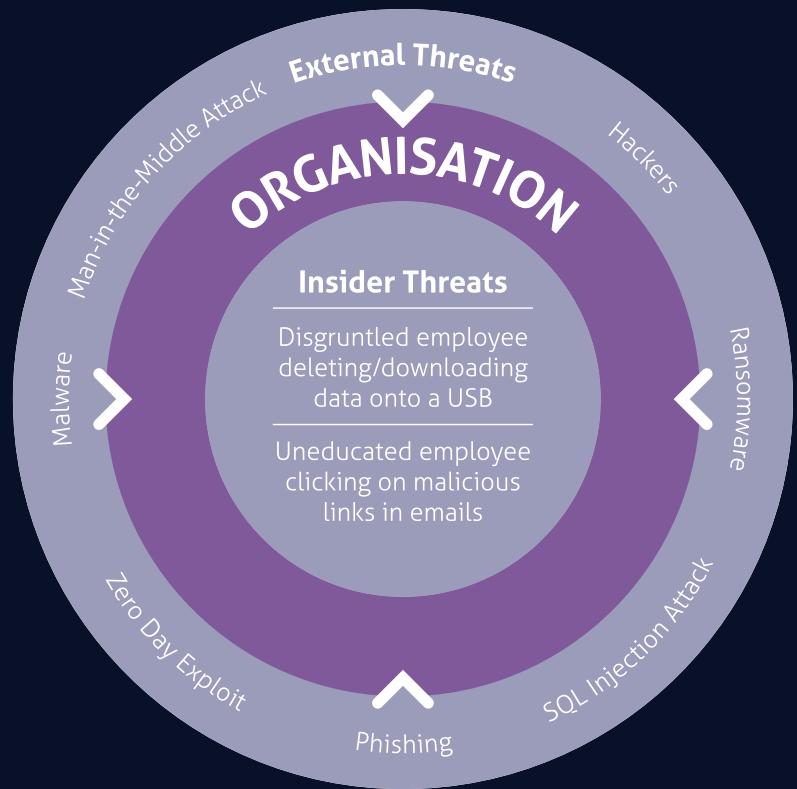 External Threats
Hackers
Ransomware
SQL Injection Attack
Phishing
Zero Day Exploit
Malware
Man-in-the-Middle Attack
ORGANISATION
Insider Threats
Disgruntled employee
deleting/downloading
data onto a USB
Uneducated employee
clicking on malicious
links in emails